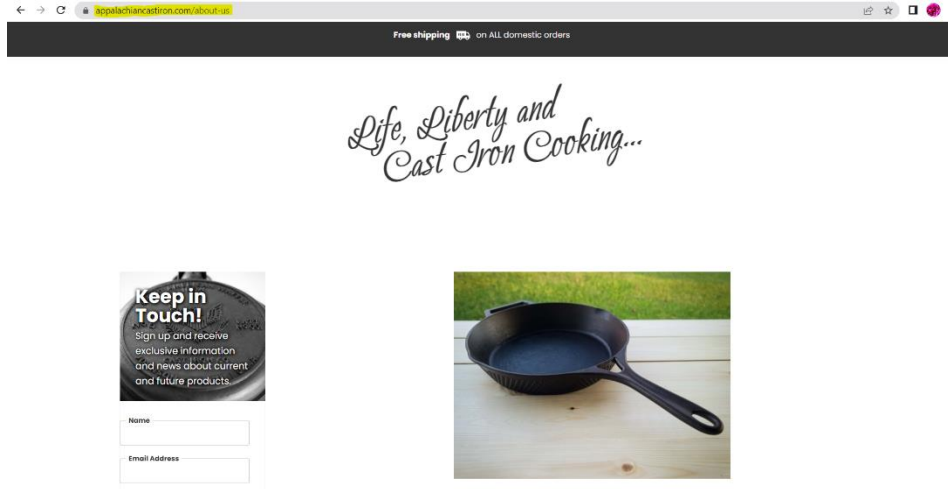 appalachiancastiron.com/about-us
Free shipping on ALL domestic orders
Life, Liberty and
Cast Iron Cooking...
Keep in
Touch!
Sign up and receive
exclusive information
and news about current
and future products
Name
Email Address